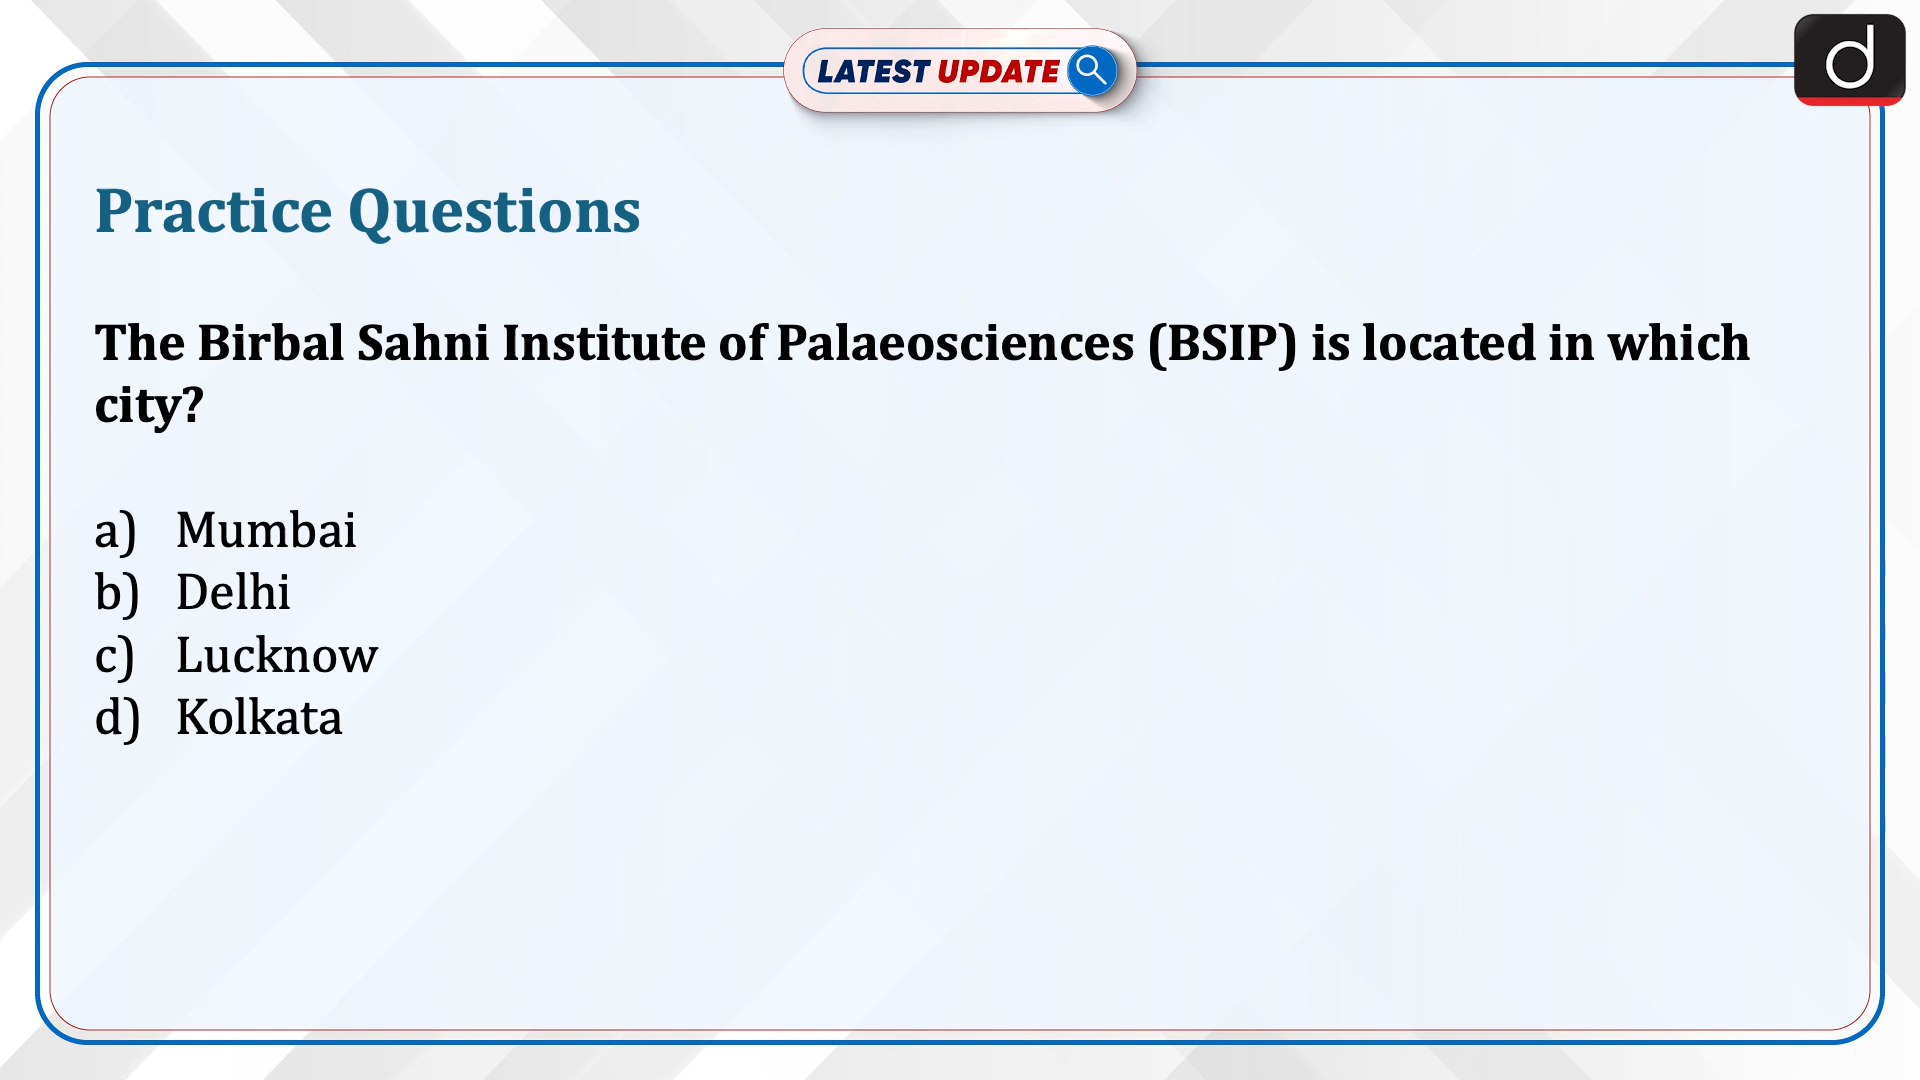 LATEST UPDATE
d
Practice Questions
The Birbal Sahni Institute of Palaeosciences (BSIP) is located in which
city?
a) Mumbai
b) Delhi
c) Lucknow
d) Kolkata